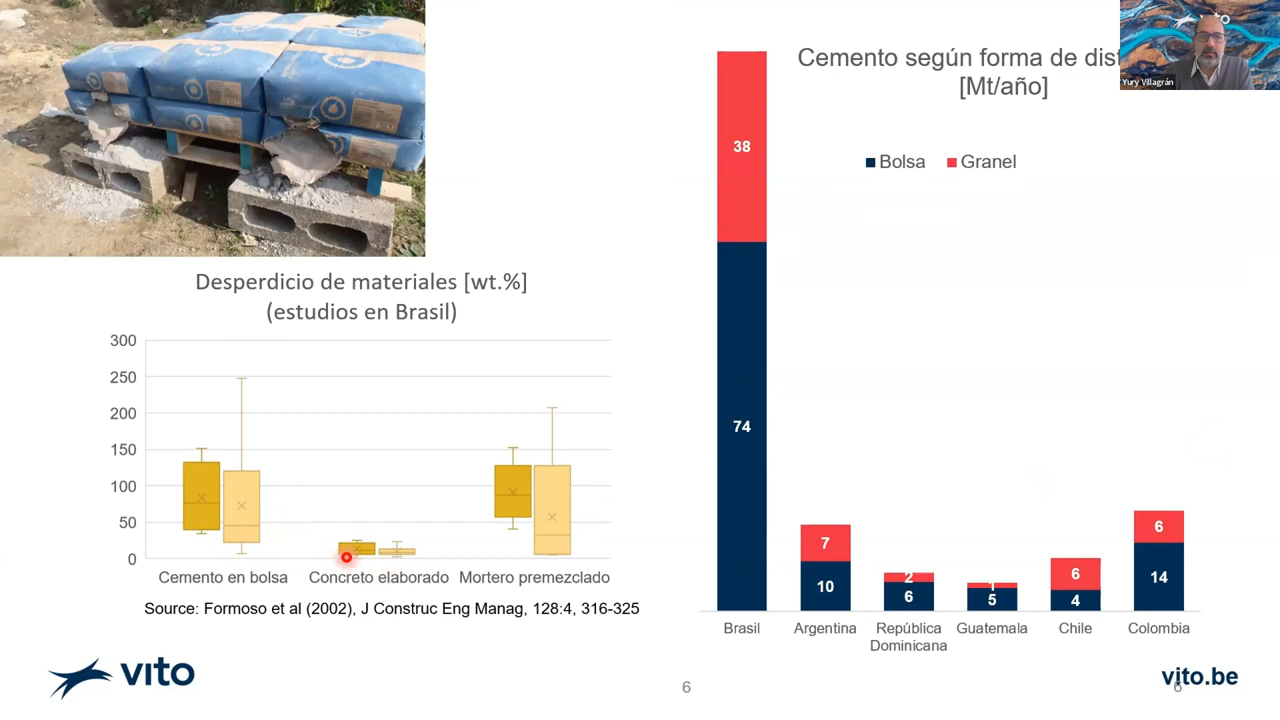 Desperdicio de materiales [wt.%]
(estudios en Brasil)
300
250
200
150
100
50
0
Cemento en bolsa
Concreto elaborado
Mortero premezclado
Source: Formoso et al (2002), J Construc Eng Manag, 128:4, 316-325
vito
6
Cemento según forma de dist
[Mt/año]
Bolsa
Granel
38
74
7
10
2
6
1
5
6
4
6
14
Brasil
Argentina
República
Dominicana
Guatemala
Chile
Colombia
vito.be
6
vito
Yury Villagrán